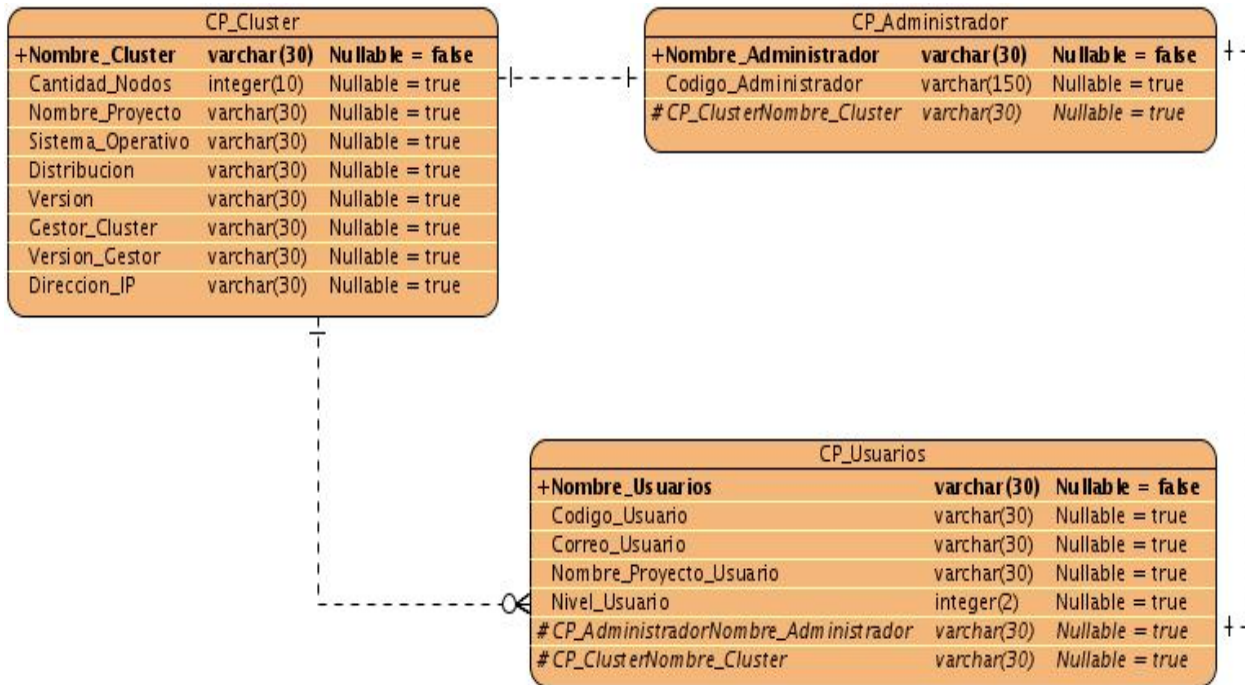 CP_Cluster
+Nombre_Cluster varchar(30) Nullable = false
Cantidad_Nodos integer(10) Nullable = true
Nombre_Proyecto varchar(30) Nullable = true
Sistema_Operativo varchar(30) Nullable = true
Distribucion varchar(30) Nullable = true
Version varchar(30) Nullable = true
Gestor_Cluster varchar(30) Nullable = true
Version_Gestor varchar(30) Nullable = true
Direccion_IP varchar(30) Nullable = true
CP_Administrador
+Nombre_Administrador varchar(30) Nullable = false
Codigo_Administrador varchar(150) Nullable = true
#CP_ClusterNombre_Cluster varchar(30) Nullable = true
CP_Usuarios
+Nombre_Usuarios varchar(30) Nullable = false
Codigo_Usuario varchar(30) Nullable = true
Correo_Usuario varchar(30) Nullable = true
Nombre_Proyecto_Usuario varchar(30) Nullable = true
Nivel_Usuario integer(2) Nullable = true
#CP_AdministradorNombre_Administrador varchar(30) Nullable = true
#CP_ClusterNombre_Cluster varchar(30) Nullable = true